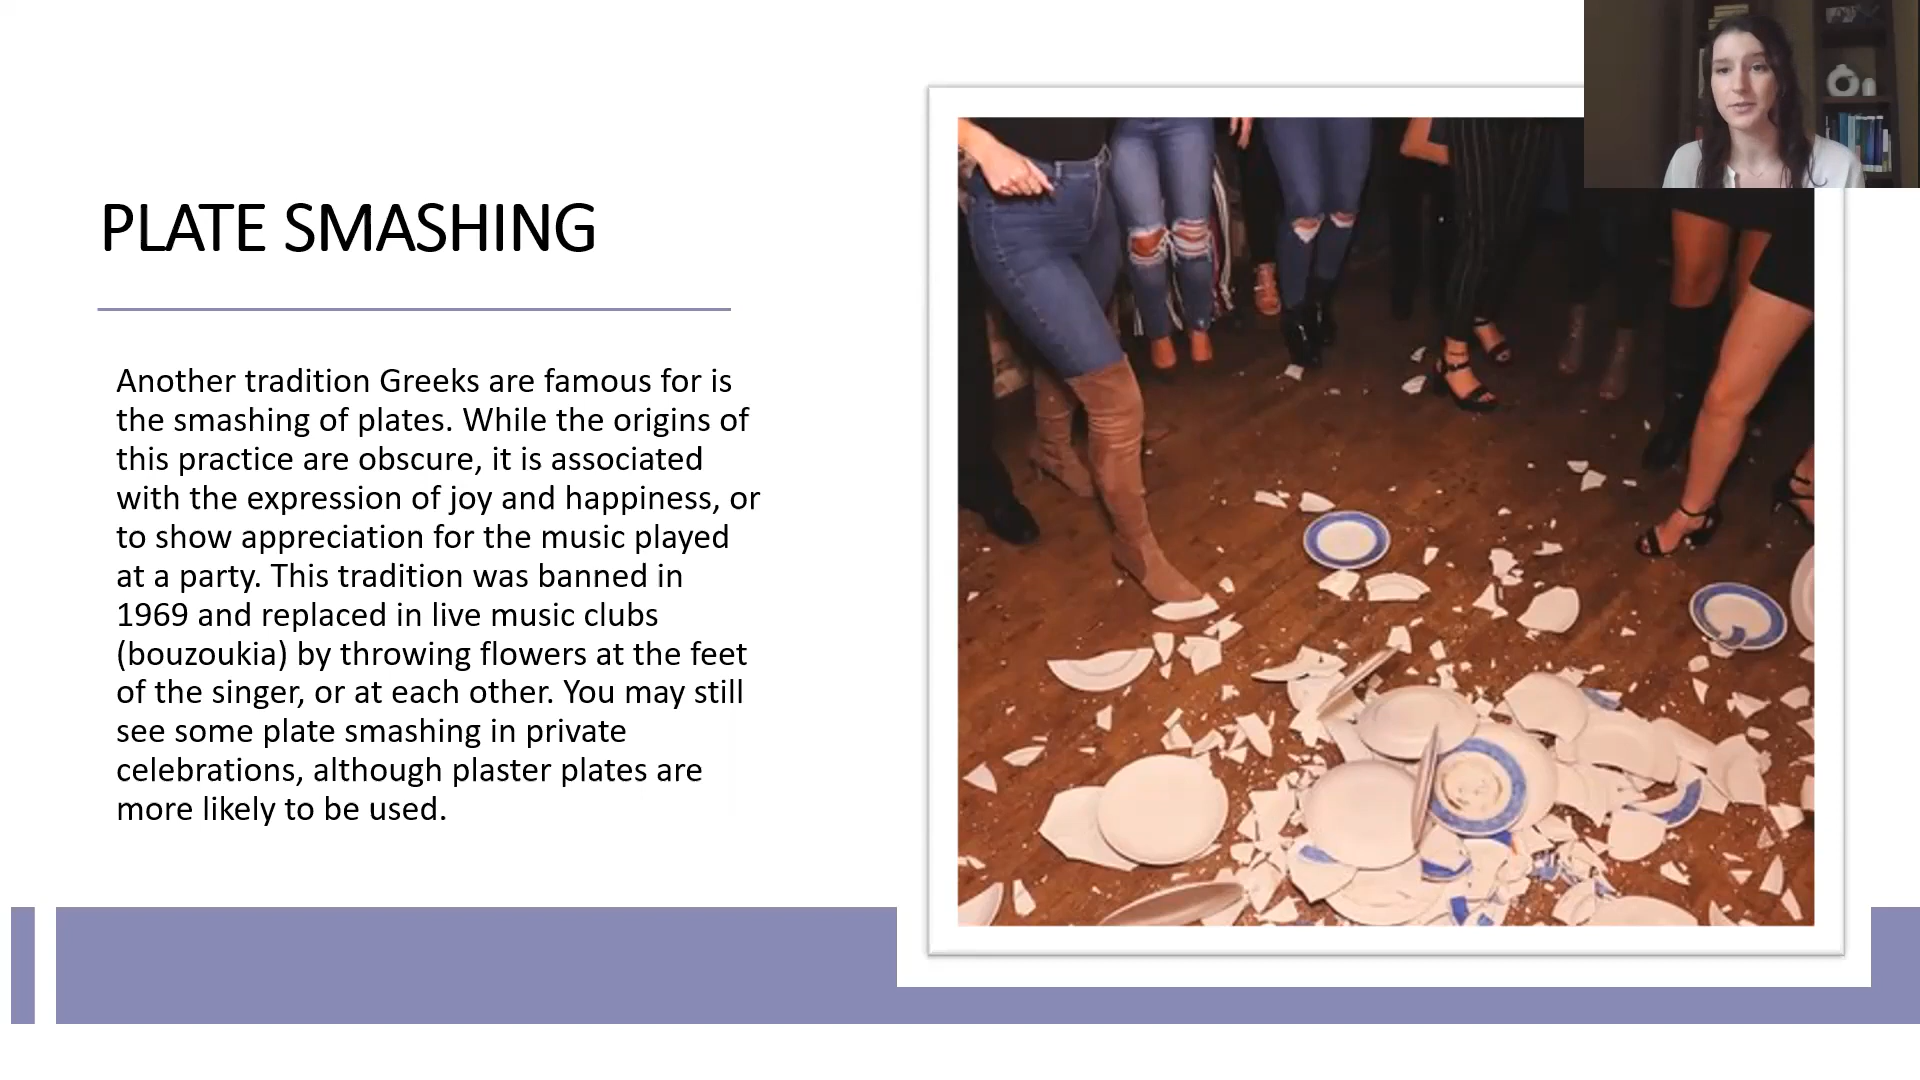 PLATE SMASHING
Another tradition Greeks are famous for is
the smashing of plates. While the origins of
this practice are obscure, it is associated
with the expression of joy and happiness, or
to show appreciation for the music played
at a party. This tradition was banned in
1969 and replaced in live music clubs
(bouzoukia) by throwing flowers at the feet
of the singer, or at each other. You may still
see some plate smashing in private
celebrations, although plaster plates are
more likely to be used.